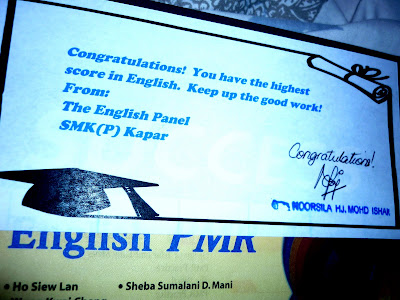 Congratulations! You have the highest
score in English. Keep up the good work!
From:
The English Panel
SMK(P) Kapar
Congratulations!
NOORSILA HJ. MOHD ISHAK
English PMR
• Ho Siew Lan
• Sheba Sumalani D. Mani